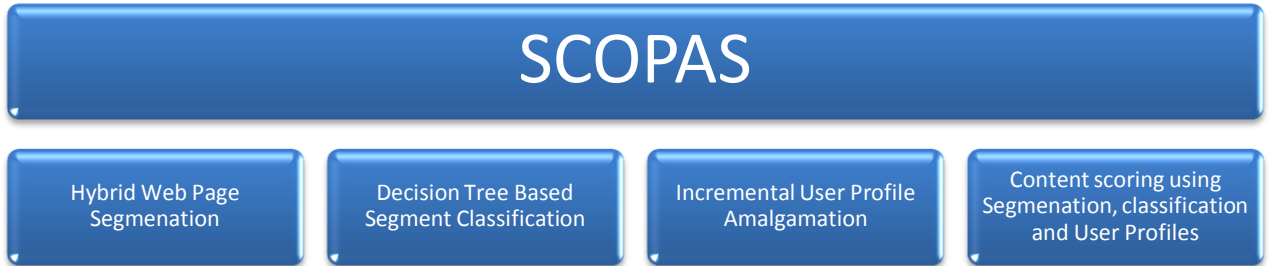 SCOPAS
Hybrid Web Page
Segmenation
Decision Tree Based
Segment Classification
Incremental User Profile
Amalgamation
Content scoring using
Segmenation, classification
and User Profiles